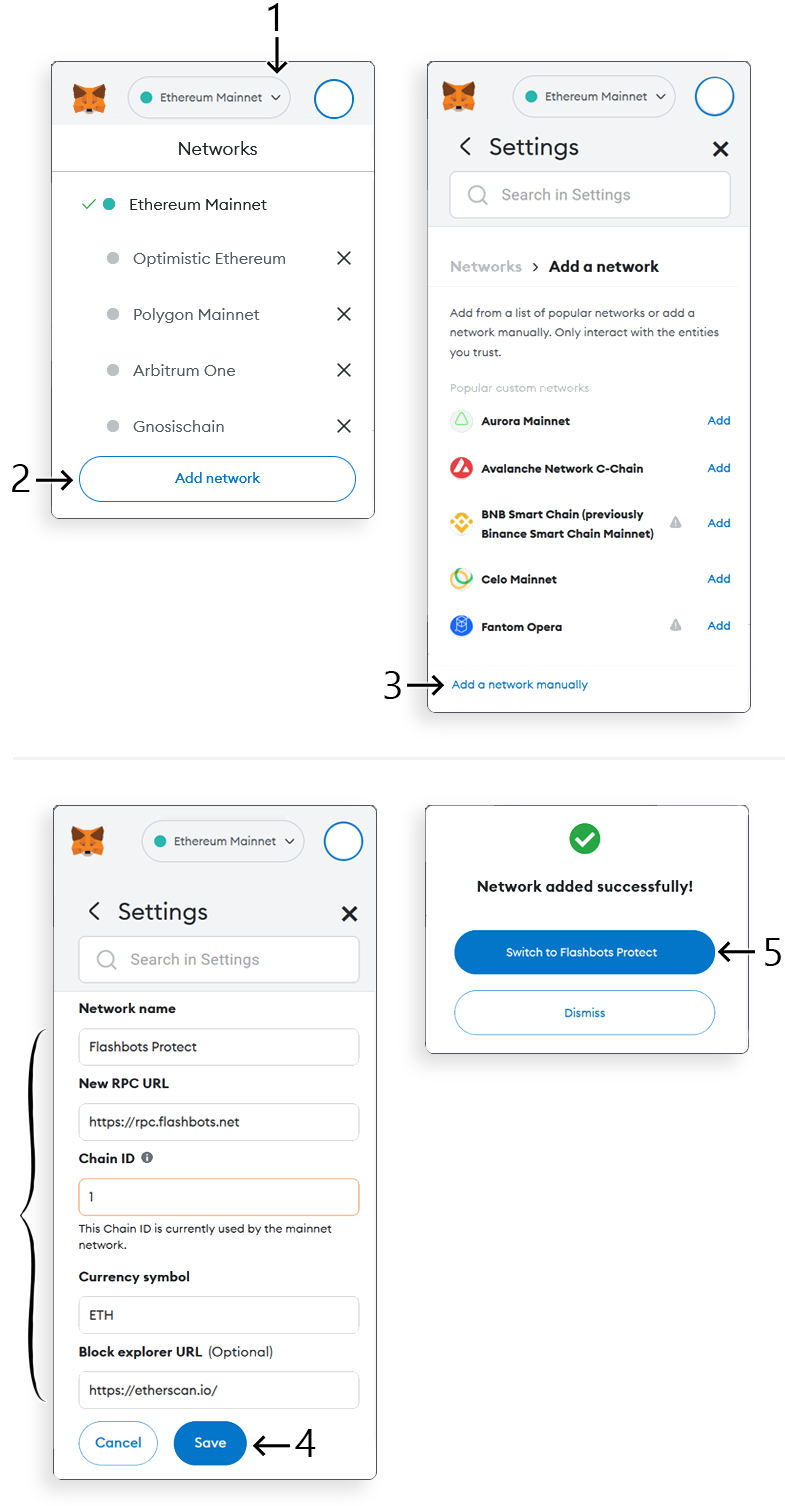 1
Ethereum Mainnet
Networks
Ethereum Mainnet
Optimistic Ethereum
Polygon Mainnet
Arbitrum One
Gnosischain
2
Add network
Ethereum Mainnet
Settings
Search in Settings
Networks > Add a network
Add from a list of popular networks or add a
network manually. Only interact with the entities
you trust.
Popular custom networks
Aurora Mainnet Add
Avalanche Network C-Chain Add
BNB Smart Chain (previously
Binance Smart Chain Mainnet) Add
Celo Mainnet Add
Fantom Opera Add
3
Add a network manually
Ethereum Mainnet
Settings
Search in Settings
Network name
Flashbots Protect
New RPC URL
https://rpc.flashbots.net
Chain ID
1
This Chain ID is currently used by the mainnet
network.
Currency symbol
ETH
Block explorer URL (Optional)
https://etherscan.io/
Cancel Save
4
Network added successfully!
Switch to Flashbots Protect
5
Dismiss